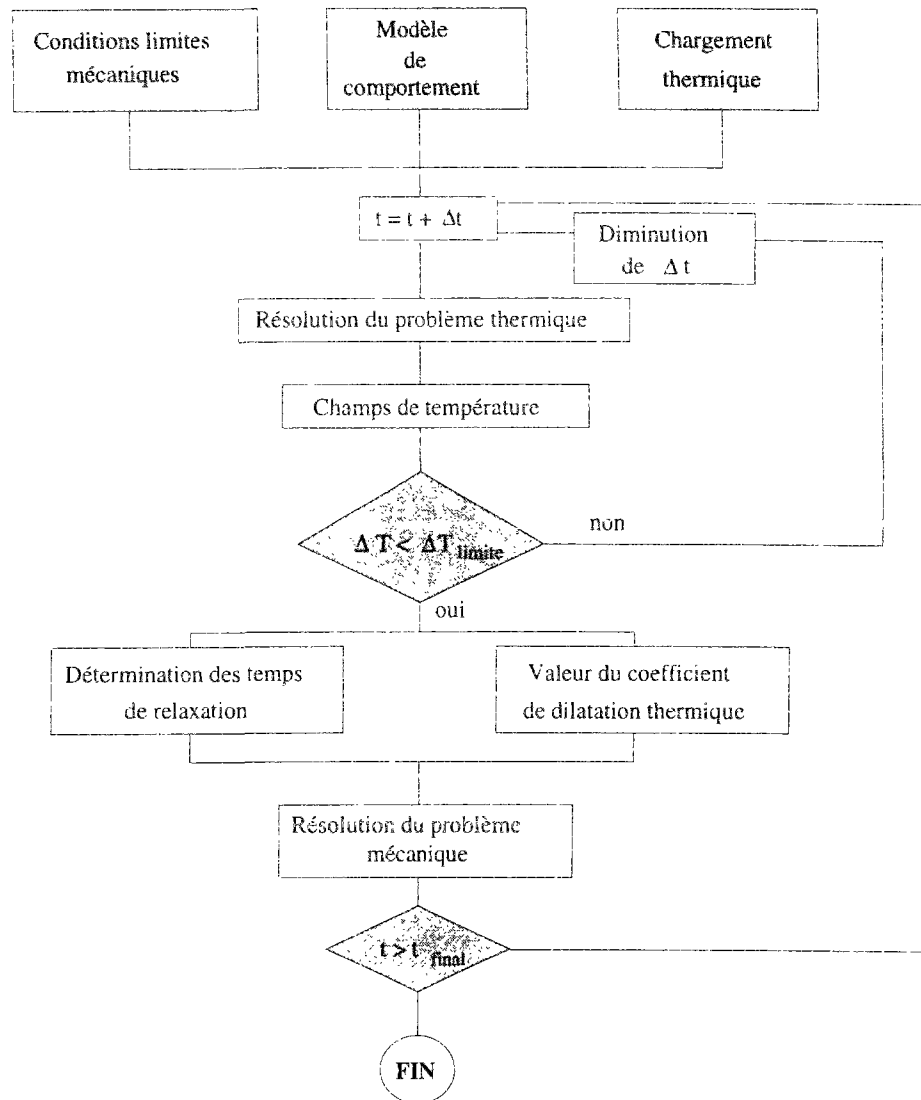 Conditions limites
mécaniques
Modèle
de
comportement
Chargement
thermique
t = t + Δt
Diminution
de Δ t
Résolution du problème thermique
Champs de température
Δ T < ΔT limite
non
oui
Détermination des temps
de relaxation
Valeur du coefficient
de dilatation thermique
Résolution du problème
mécanique
t > t final
FIN